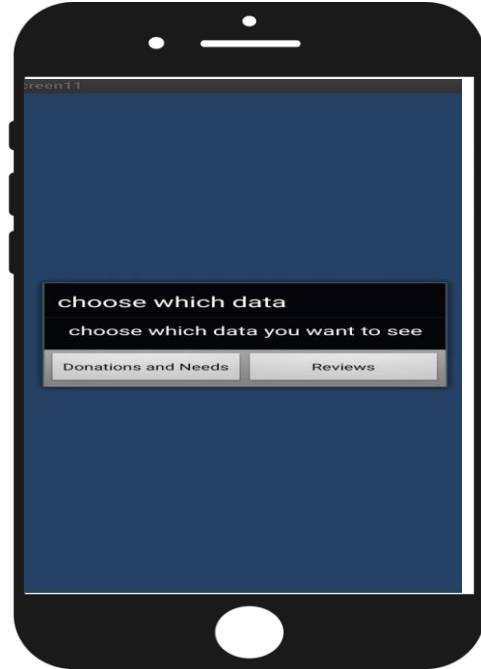 creen11
choose which data
choose which data you want to see
Donations and Needs
Reviews